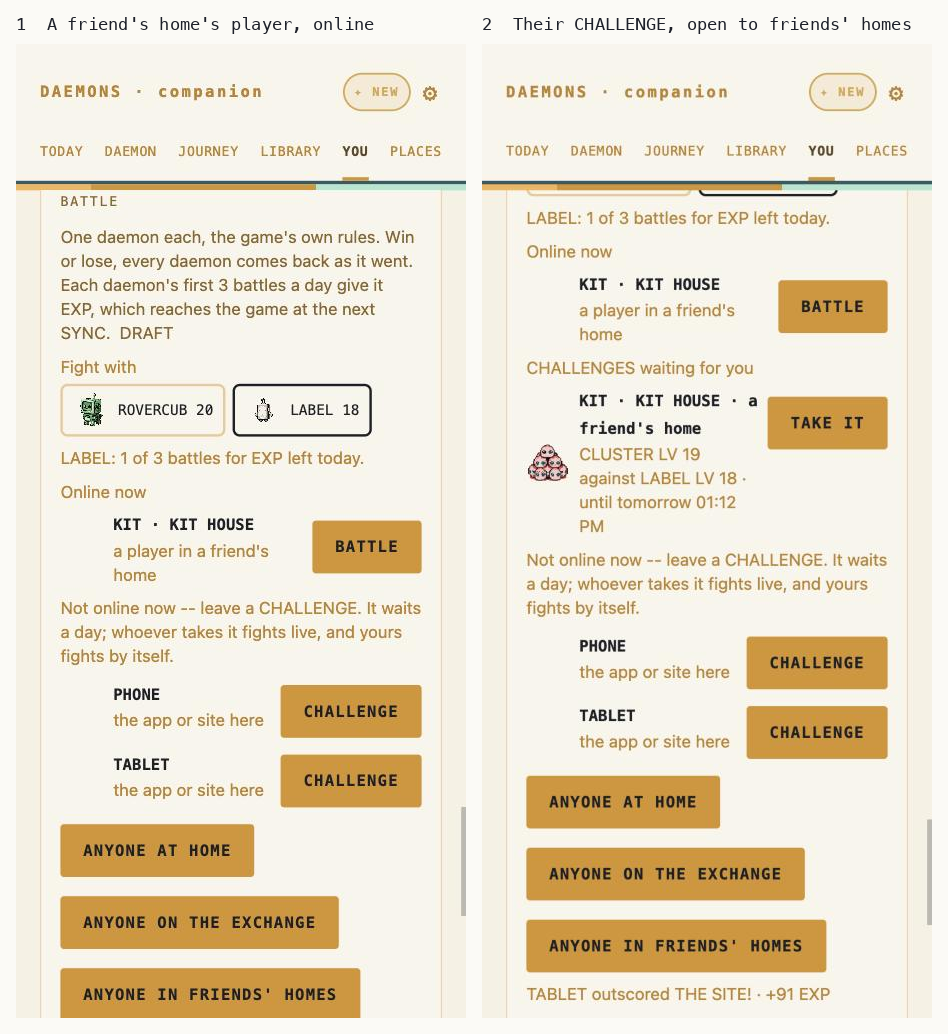 1  A friend's home's player, online
DAEMONS · companion
✦ NEW
TODAY DAEMON JOURNEY LIBRARY YOU PLACES
BATTLE
One daemon each, the game's own rules. Win
or lose, every daemon comes back as it went.
Each daemon's first 3 battles a day give it
EXP, which reaches the game at the next
SYNC.  DRAFT
Fight with
ROVERCUB 20
LABEL 18
LABEL: 1 of 3 battles for EXP left today.
Online now
KIT · KIT HOUSE
a player in a friend's
home
BATTLE
Not online now -- leave a CHALLENGE. It waits
a day; whoever takes it fights live, and yours
fights by itself.
PHONE
the app or site here
CHALLENGE
TABLET
the app or site here
CHALLENGE
ANYONE AT HOME
ANYONE ON THE EXCHANGE
ANYONE IN FRIENDS' HOMES
2  Their CHALLENGE, open to friends' homes
DAEMONS · companion
✦ NEW
TODAY DAEMON JOURNEY LIBRARY YOU PLACES
LABEL: 1 of 3 battles for EXP left today.
Online now
KIT · KIT HOUSE
a player in a friend's
home
BATTLE
CHALLENGES waiting for you
KIT · KIT HOUSE · a
friend's home
CLUSTER LV 19
against LABEL LV 18 ·
until tomorrow 01:12
PM
TAKE IT
Not online now -- leave a CHALLENGE. It waits
a day; whoever takes it fights live, and yours
fights by itself.
PHONE
the app or site here
CHALLENGE
TABLET
the app or site here
CHALLENGE
ANYONE AT HOME
ANYONE ON THE EXCHANGE
ANYONE IN FRIENDS' HOMES
TABLET outscored THE SITE! · +91 EXP